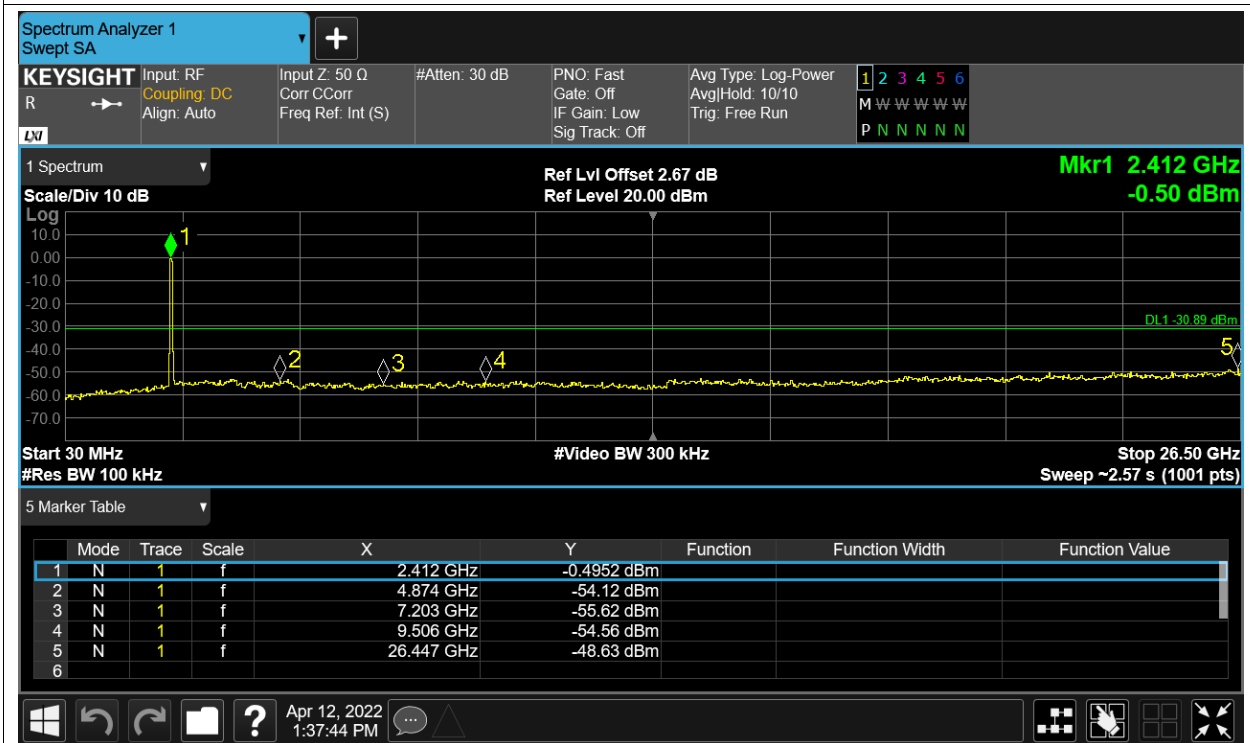 Spectrum Analyzer 1
Swept SA
+
KEYSIGHT Input: RF Input Z: 50 Ω #Atten: 30 dB PNO: Fast Avg Type: Log-Power 1 2 3 4 5 6
R Coupling: DC Corr CCorr Gate: Off Avg|Hold: 10/10 M W W W W W W
Align: Auto Freq Ref: Int (S) IF Gain: Low Trig: Free Run
LXI Sig Track: Off P N N N N N N
1 Spectrum Ref Lvl Offset 2.67 dB Mkr1 2.412 GHz
Scale/Div 10 dB Ref Level 20.00 dBm -0.50 dBm
Log
10.0 1
0.00
-10.0
-20.0
-30.0 DL1 -30.89 dBm
-40.0 2 3 4 5
-50.0
-60.0
-70.0
Start 30 MHz #Video BW 300 kHz Stop 26.50 GHz
#Res BW 100 kHz Sweep ~2.57 s (1001 pts)
5 Marker Table
Mode Trace Scale X Y Function Function Width Function Value
1 N 1 f 2.412 GHz -0.4952 dBm
2 N 1 f 4.874 GHz -54.12 dBm
3 N 1 f 7.203 GHz -55.62 dBm
4 N 1 f 9.506 GHz -54.56 dBm
5 N 1 f 26.447 GHz -48.63 dBm
6
? Apr 12, 2022
1:37:44 PM